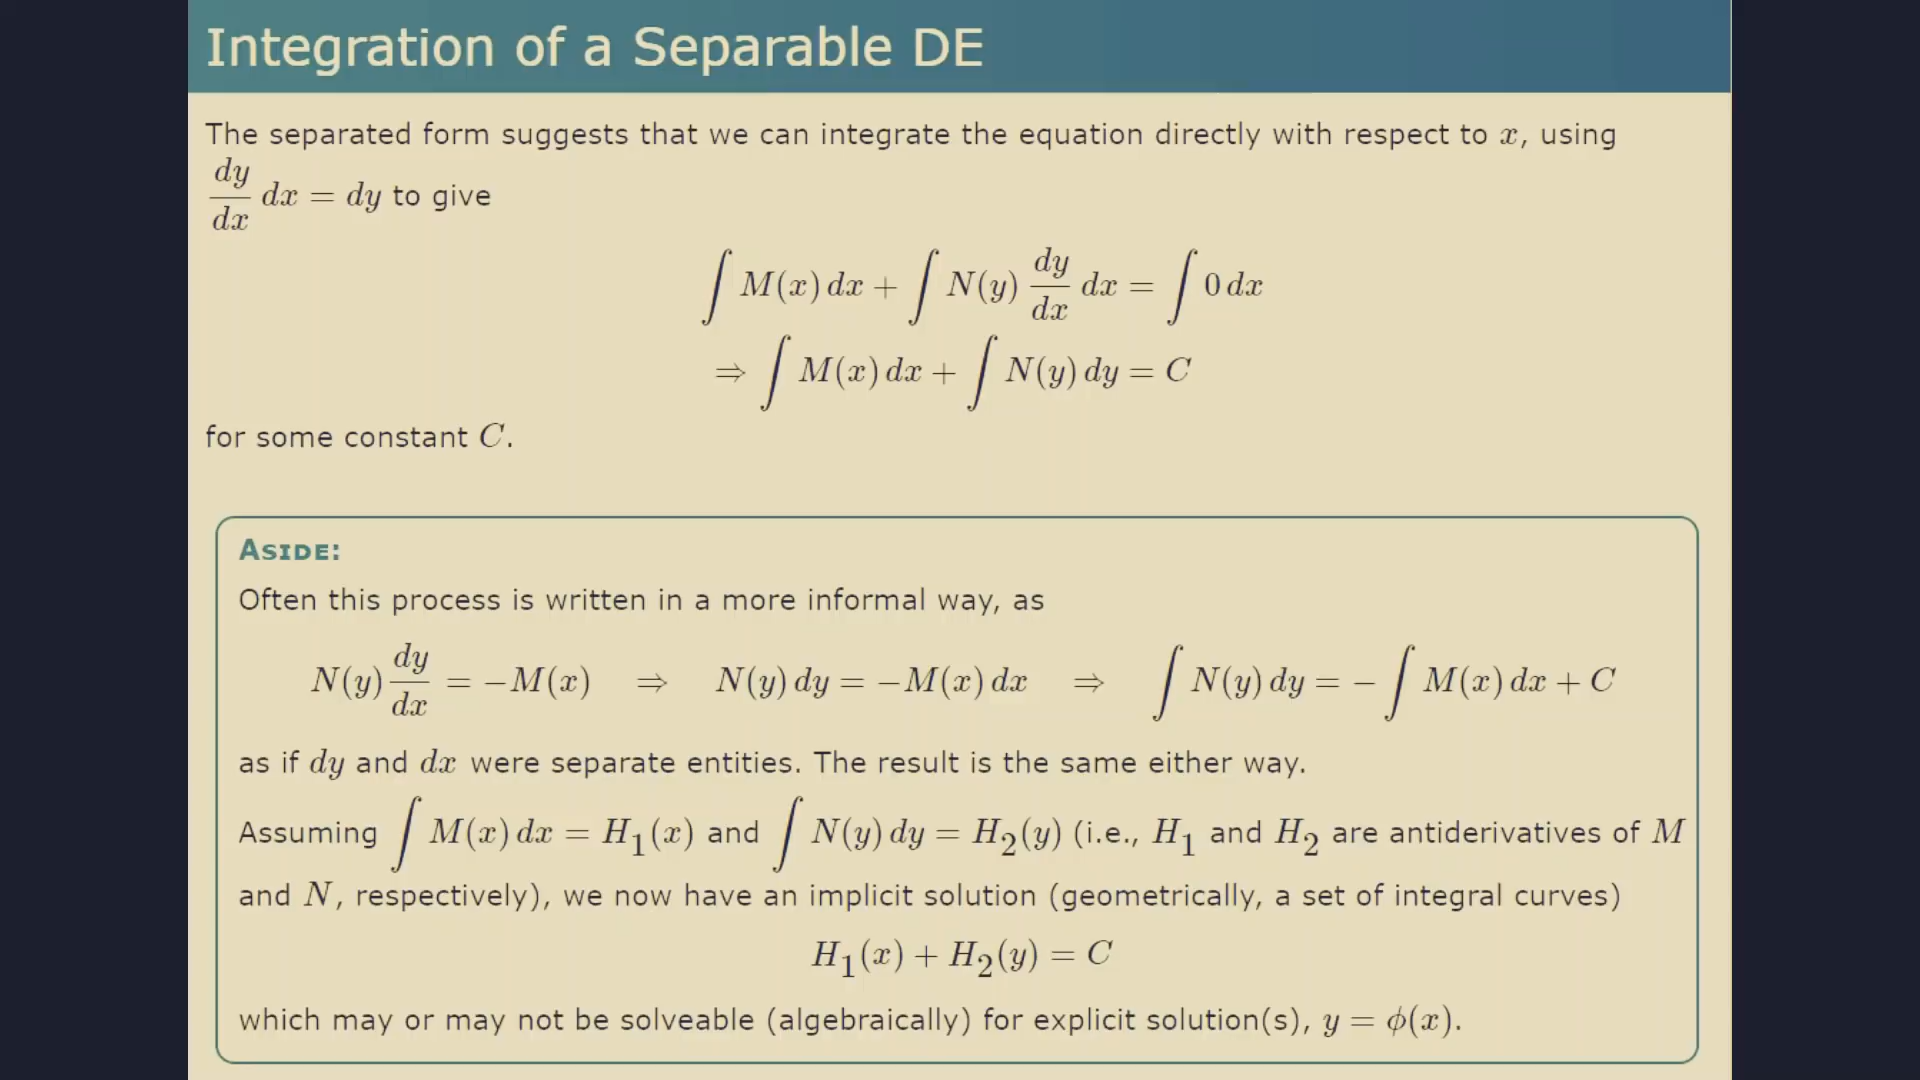 Integration of a Separable DE
The separated form suggests that we can integrate the equation directly with respect to x, using
dy/dx dx = dy to give
∫ M(x) dx + ∫ N(y) dy/dx dx = ∫ 0 dx
⇒ ∫ M(x) dx + ∫ N(y) dy = C
for some constant C.
ASIDE:
Often this process is written in a more informal way, as
N(y) dy/dx = −M(x) ⇒ N(y) dy = −M(x) dx ⇒ ∫ N(y) dy = − ∫ M(x) dx + C
as if dy and dx were separate entities. The result is the same either way.
Assuming ∫ M(x) dx = H₁(x) and ∫ N(y) dy = H₂(y) (i.e., H₁ and H₂ are antiderivatives of M
and N, respectively), we now have an implicit solution (geometrically, a set of integral curves)
H₁(x) + H₂(y) = C
which may or may not be solveable (algebraically) for explicit solution(s), y = ϕ(x).